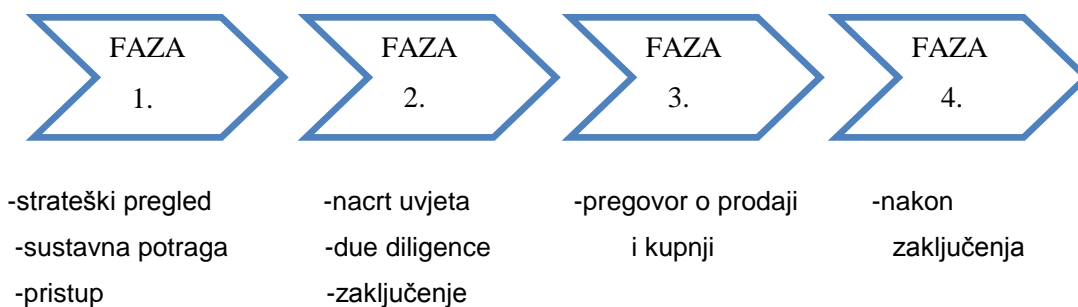 FAZA
1.
FAZA
2.
FAZA
3.
FAZA
4.
-strateški pregled
-sustavna potraga
-pristup
-nacrt uvjeta
-due diligence
-zaključenje
-pregovor o prodaji
i kupnji
-nakon
zaključenja